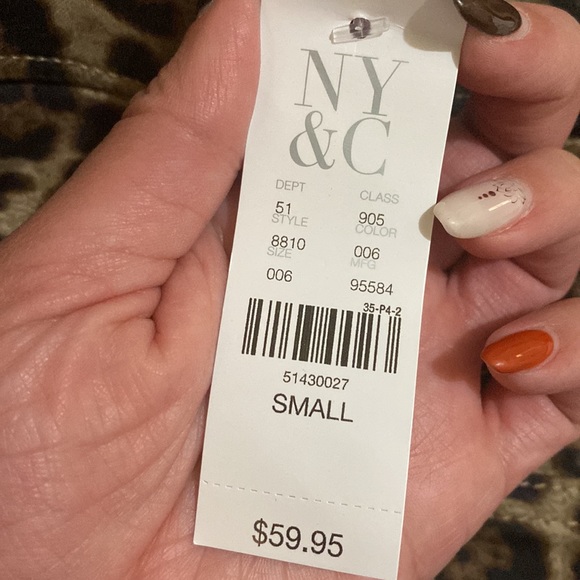 NY
&C
DEPT CLASS
51 905
STYLE COLOR
8810 006
SIZE MFG
006 95584
35-P4-2
51430027
SMALL
$59.95